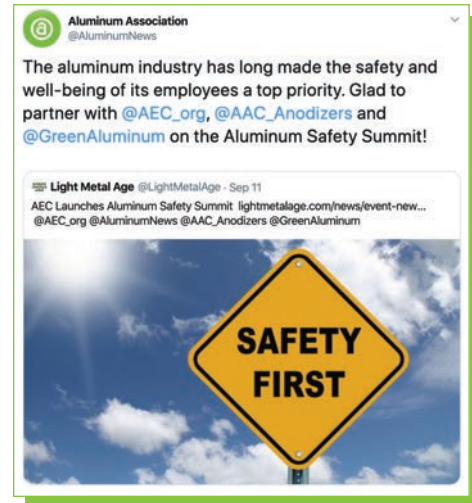 Aluminum Association
@AluminumNews
The aluminum industry has long made the safety and
well-being of its employees a top priority. Glad to
partner with @AEC_org, @AAC_Anodizers and
@GreenAluminum on the Aluminum Safety Summit!
Light Metal Age @LightMetalAge · Sep 11
AEC Launches Aluminum Safety Summit lightmetalage.com/news/event-new...
@AEC_org @AluminumNews @AAC_Anodizers @GreenAluminum
SAFETY
FIRST